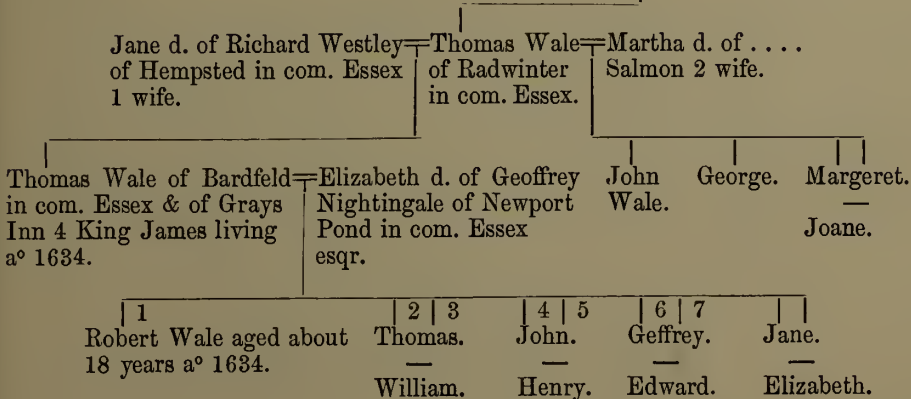 Jane d. of Richard Westley=Thomas Wale=Martha d. of . . . .
of Hempsted in com. Essex of Radwinter Salmon 2 wife.
1 wife. in com. Essex.
Thomas Wale of Bardfeld=Elizabeth d. of Geoffrey John George. Margeret.
in com. Essex & of Grays Nightingale of Newport Wale. —
Inn 4 King James living Pond in com. Essex Joane.
aº 1634. esqr.
1 2 3 4 5 6 7
Robert Wale aged about Thomas. John. Geffrey. Jane.
18 years aº 1634. — — — —
William. Henry. Edward. Elizabeth.